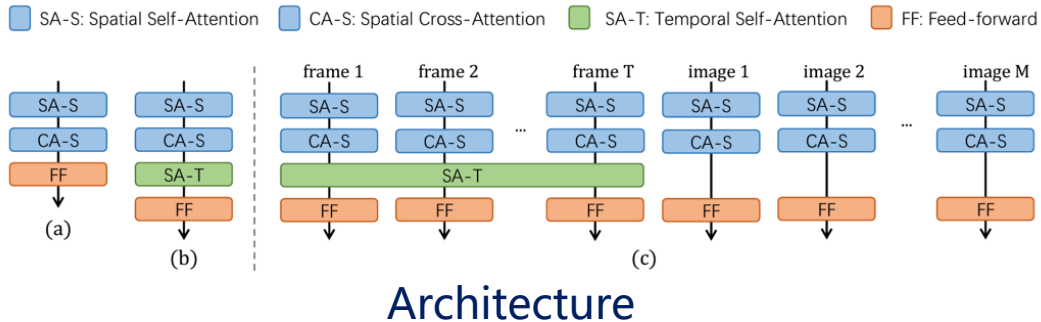 SA-S: Spatial Self-Attention CA-S: Spatial Cross-Attention SA-T: Temporal Self-Attention FF: Feed-forward
frame 1 frame 2 frame T image 1 image 2 image M
SA-S SA-S SA-S SA-S SA-S SA-S SA-S SA-S
CA-S CA-S CA-S CA-S ... CA-S CA-S CA-S ... CA-S
FF SA-T SA-T
FF FF FF FF FF FF FF
(a) (b) (c)
Architecture